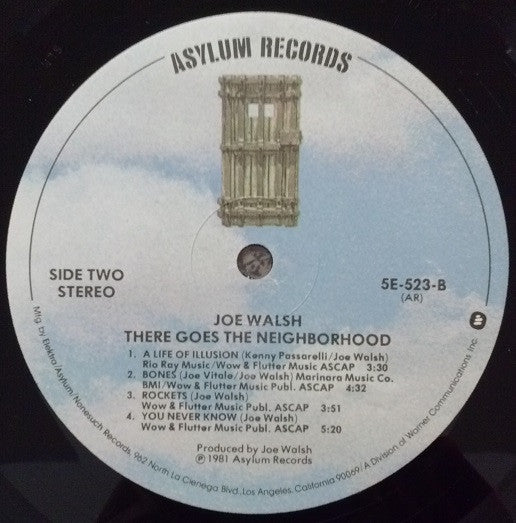 ASYLUM RECORDS
SIDE TWO
STEREO
5E-523-B
(AR)
JOE WALSH
THERE GOES THE NEIGHBORHOOD
1. A LIFE OF ILLUSION (Kenny Passarelli/Joe Walsh)
Rio Ray Music/Wow & Flutter Music ASCAP 3:30
2. BONES (Joe Vitale/Joe Walsh) Marinara Music Co.
BMI/Wow & Flutter Music Publ. ASCAP 4:32
3. ROCKETS (Joe Walsh)
Wow & Flutter Music Publ. ASCAP 3:51
4. YOU NEVER KNOW (Joe Walsh)
Wow & Flutter Music Publ. ASCAP 5:20
Produced by Joe Walsh
℗ 1981 Asylum Records
Mfg. by Elektra/Asylum/Nonesuch Records, 962 North La Cienega Blvd., Los Angeles, California 90069/A Division of Warner Communications Inc.